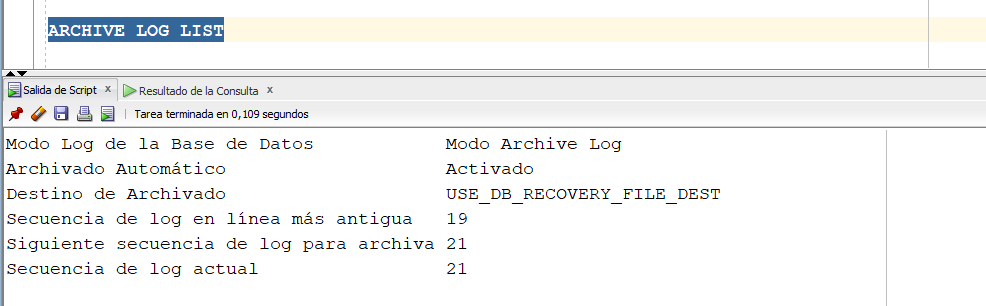 ARCHIVE LOG LIST
Salida de Script x Resultado de la Consulta x
Tarea terminada en 0,109 segundos
Modo Log de la Base de Datos Modo Archive Log
Archivado Automático Activado
Destino de Archivado USE_DB_RECOVERY_FILE_DEST
Secuencia de log en línea más antigua 19
Siguiente secuencia de log para archiva 21
Secuencia de log actual 21